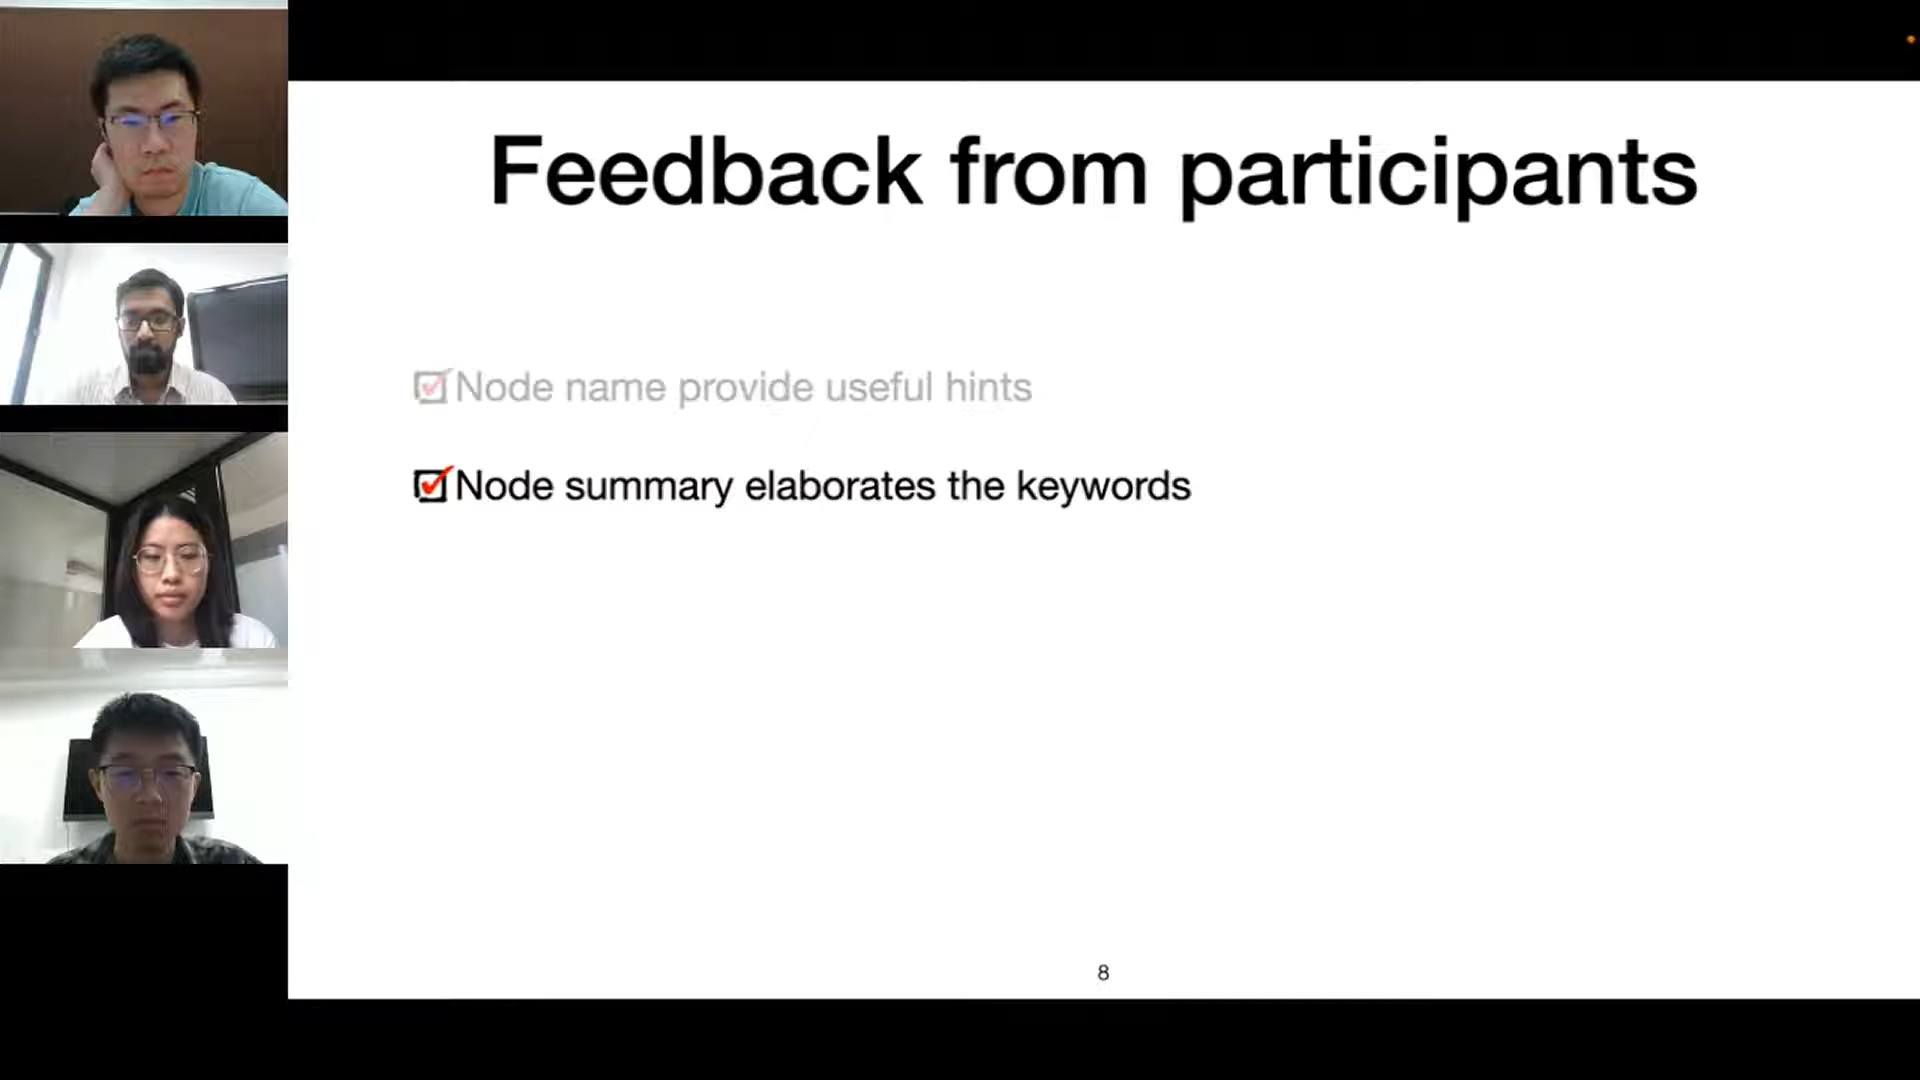 Feedback from participants
Node name provide useful hints
Node summary elaborates the keywords
8